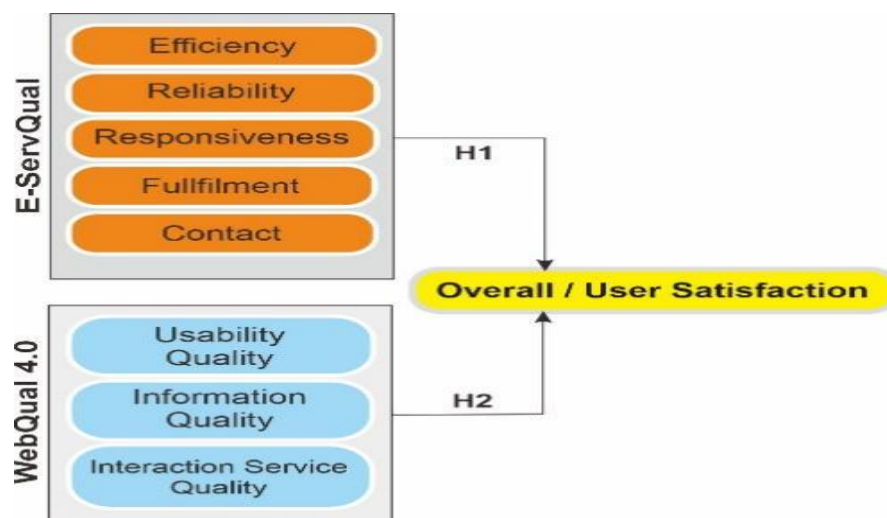 E-ServQual
Efficiency
Reliability
Responsiveness
Fullfilment
Contact
H1
Overall / User Satisfaction
WebQual 4.0
Usability
Quality
Information
Quality
Interaction Service
Quality
H2